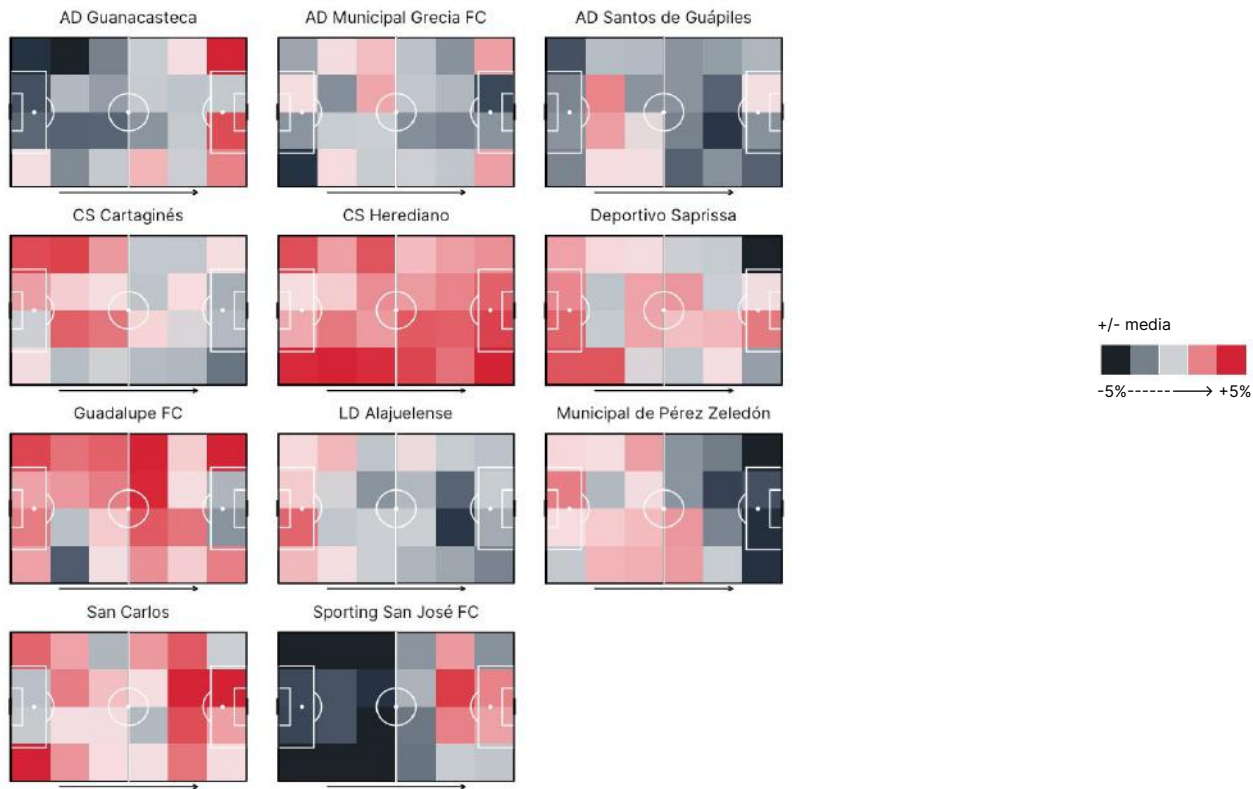 AD Guanacasteca
AD Municipal Grecia FC
AD Santos de Guápiles
CS Cartaginés
CS Herediano
Deportivo Saprissa
+/- media
-5%------> +5%
Guadalupe FC
LD Alajuelense
Municipal de Pérez Zeledón
San Carlos
Sporting San José FC